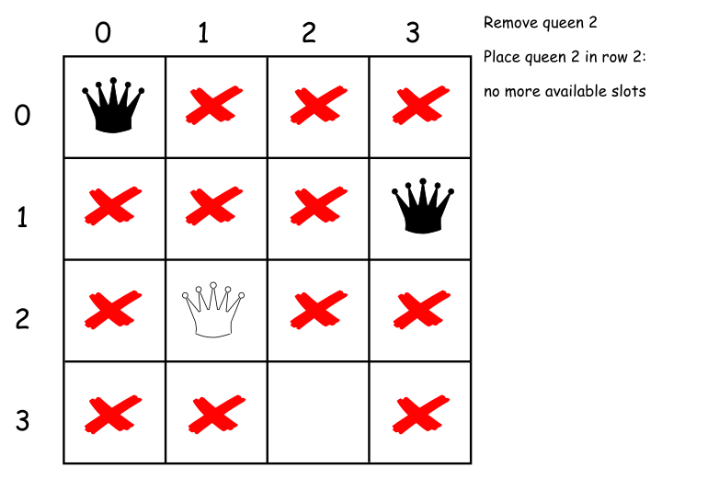 0 1 2 3
Remove queen 2
Place queen 2 in row 2:
no more available slots
0
1
2
3